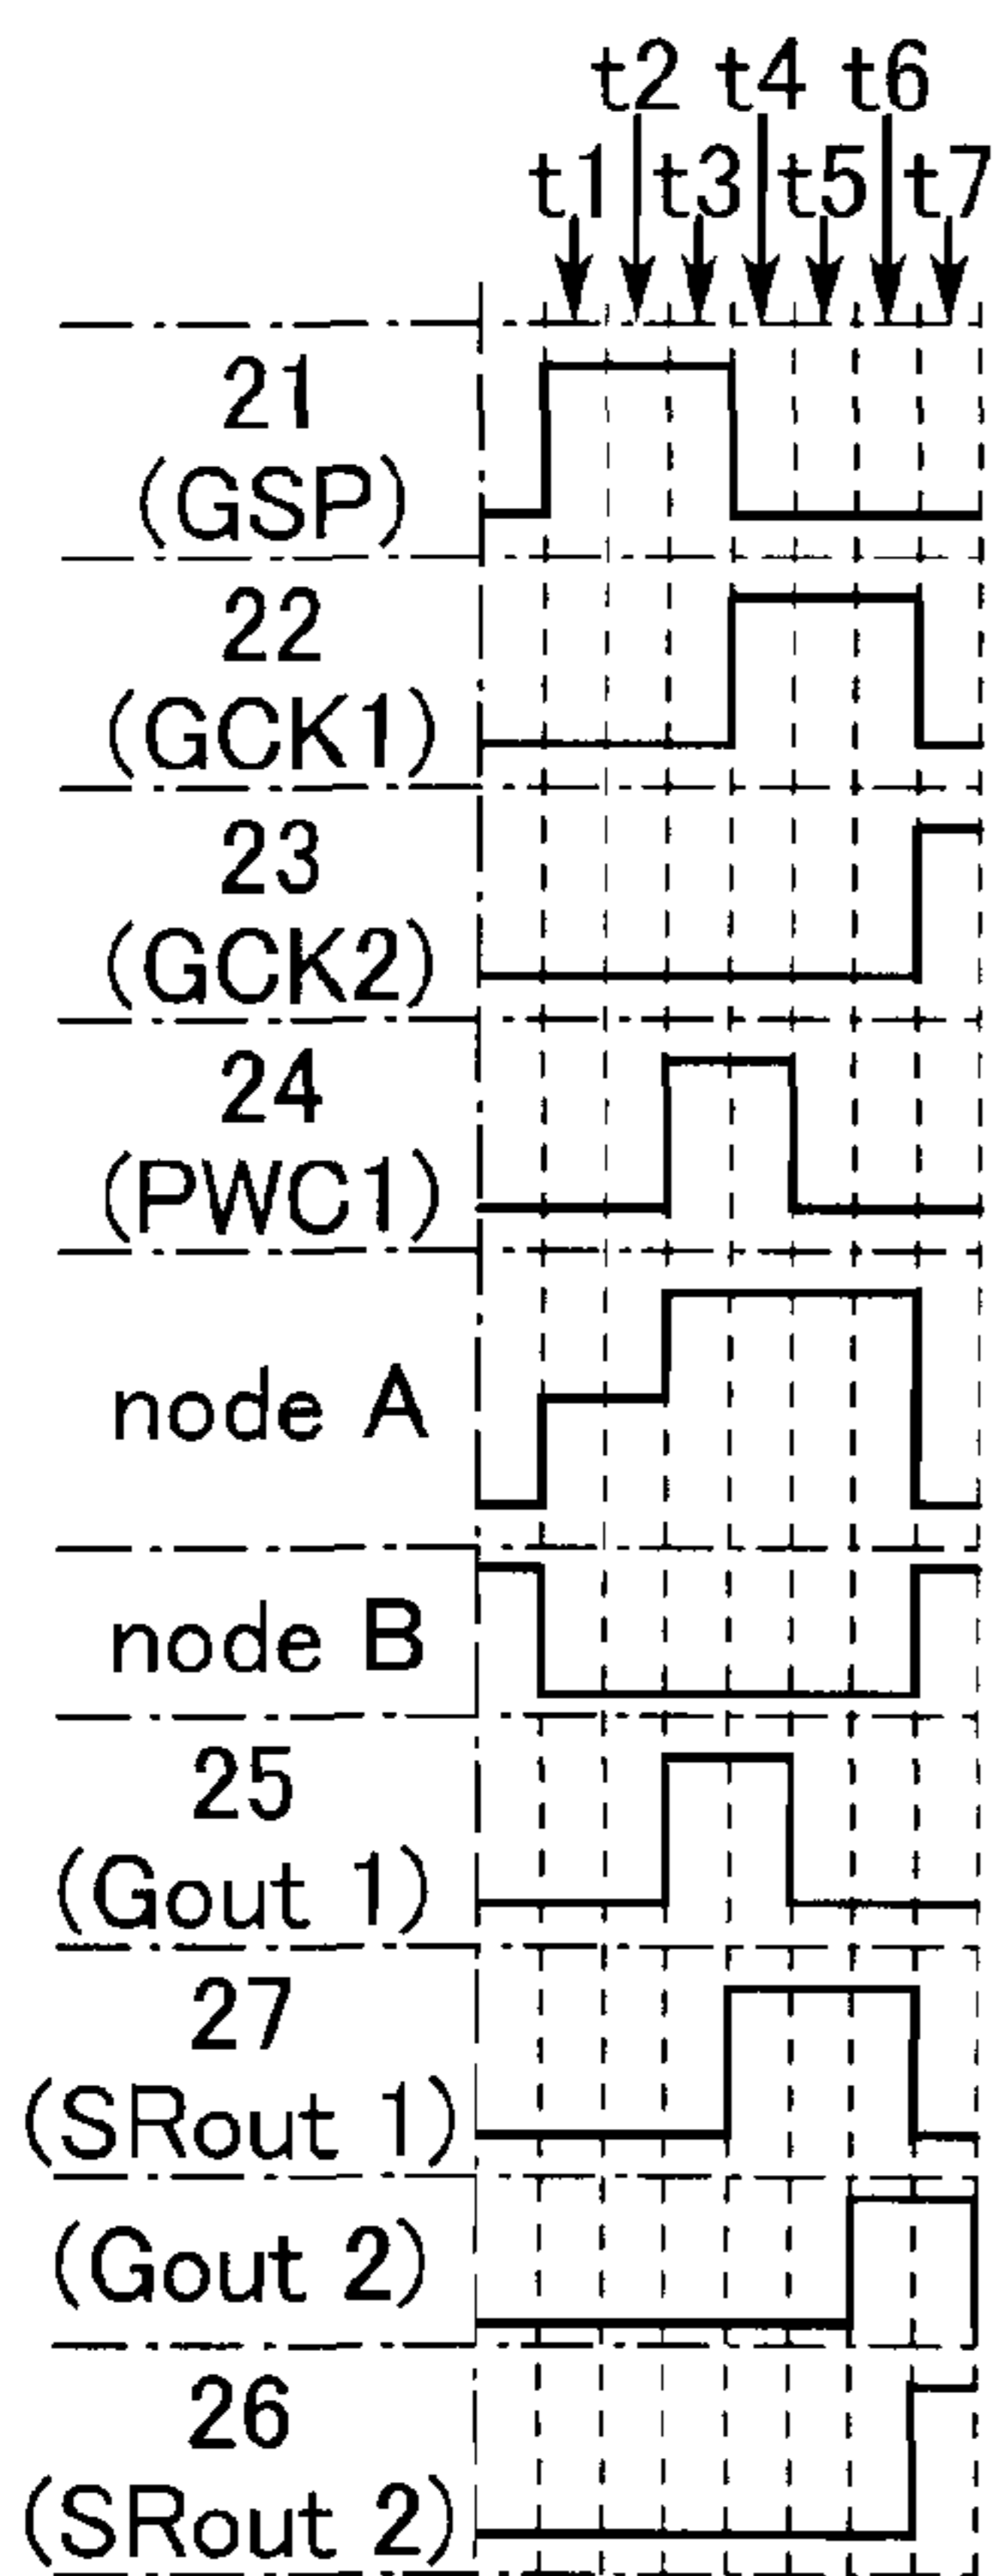 t2 t4 t6
t1 t3 t5 t7
21
(GSP)
22
(GCK1)
23
(GCK2)
24
(PWC1)
node A
node B
25
(Gout 1)
27
(SRout 1)
(Gout 2)
26
(SRout 2)